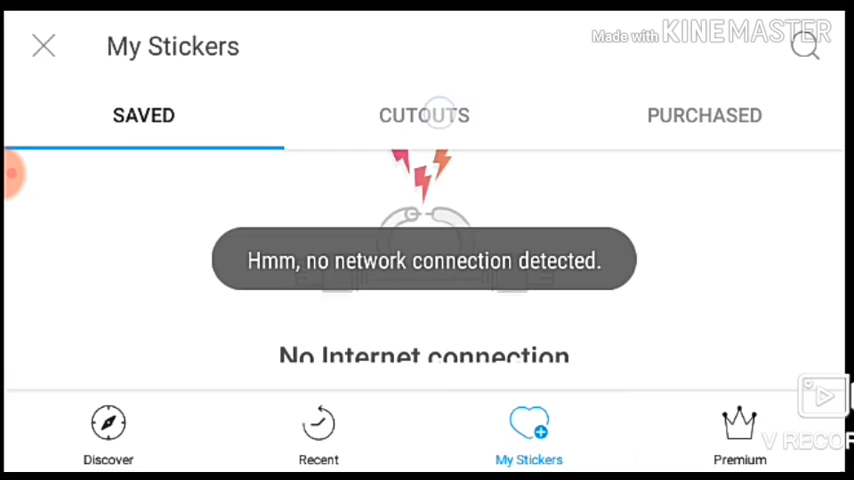 My Stickers
Made with KINEMASTER
SAVED
CUTOUTS
PURCHASED
Hmm, no network connection detected.
No Internet connection
Discover
Recent
My Stickers
Premium
V RECOR